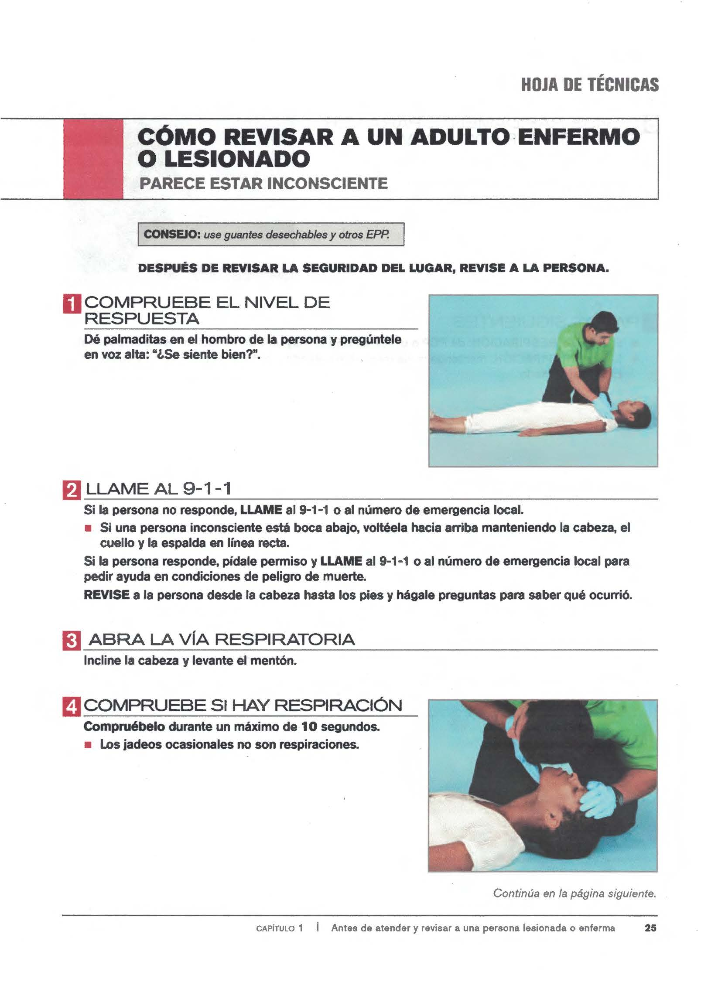 HOJA DE TÉCNICAS
CÓMO REVISAR A UN ADULTO ENFERMO
O LESIONADO
PARECE ESTAR INCONSCIENTE
CONSEJO: use guantes desechables y otros EPP.
DESPUÉS DE REVISAR LA SEGURIDAD DEL LUGAR, REVISE A LA PERSONA.
1 COMPRUEBE EL NIVEL DE
RESPUESTA
Dé palmaditas en el hombro de la persona y pregúntele
en voz alta: “¿Se siente bien?”.
2 LLAME AL 9-1-1
Si la persona no responde, LLAME al 9-1-1 o al número de emergencia local.
■ Si una persona inconsciente está boca abajo, voltéela hacia arriba manteniendo la cabeza, el
cuello y la espalda en línea recta.
Si la persona responde, pídale permiso y LLAME al 9-1-1 o al número de emergencia local para
pedir ayuda en condiciones de peligro de muerte.
REVISE a la persona desde la cabeza hasta los pies y hágale preguntas para saber qué ocurrió.
3 ABRA LA VÍA RESPIRATORIA
Incline la cabeza y levante el mentón.
4 COMPRUEBE SI HAY RESPIRACIÓN
Compruébelo durante un máximo de 10 segundos.
■ Los jadeos ocasionales no son respiraciones.
Continúa en la página siguiente.
CAPÍTULO 1 | Antes de atender y revisar a una persona lesionada o enferma 25